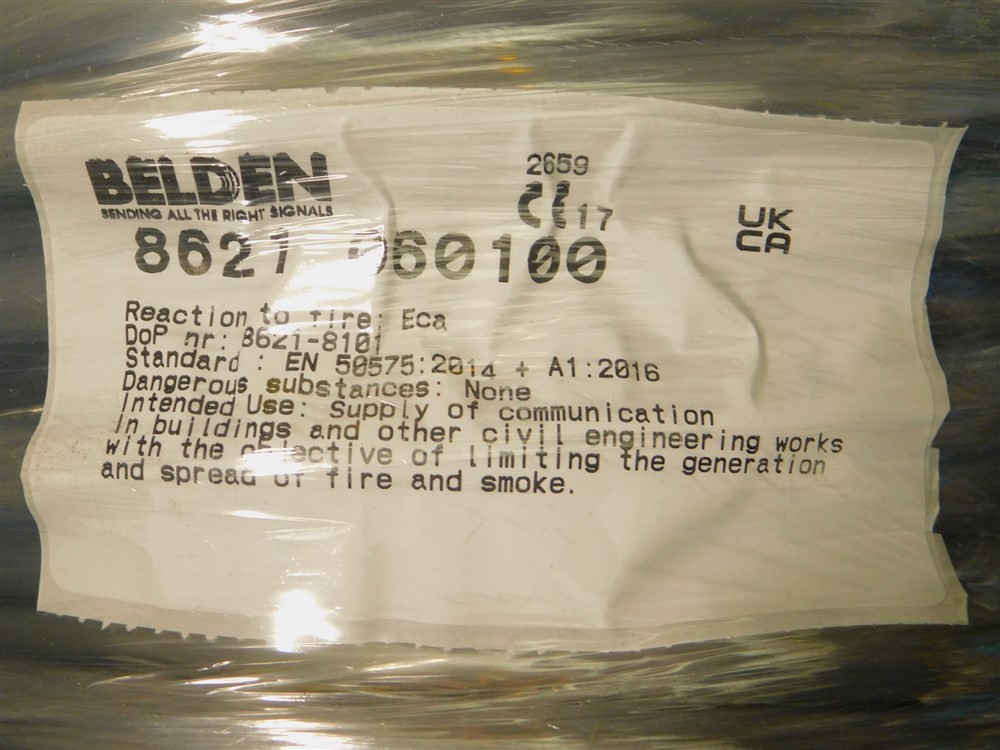 BELDEN
SENDING ALL THE RIGHT SIGNALS
2659
CE 17
UK
CA
8621 060100
Reaction to fire: Eca
DoP nr: 8621-8101
Standard : EN 50575:2014 + A1:2016
Dangerous substances: None
Intended Use: Supply of communication
in buildings and other civil engineering works
with the objective of limiting the generation
and spread of fire and smoke.